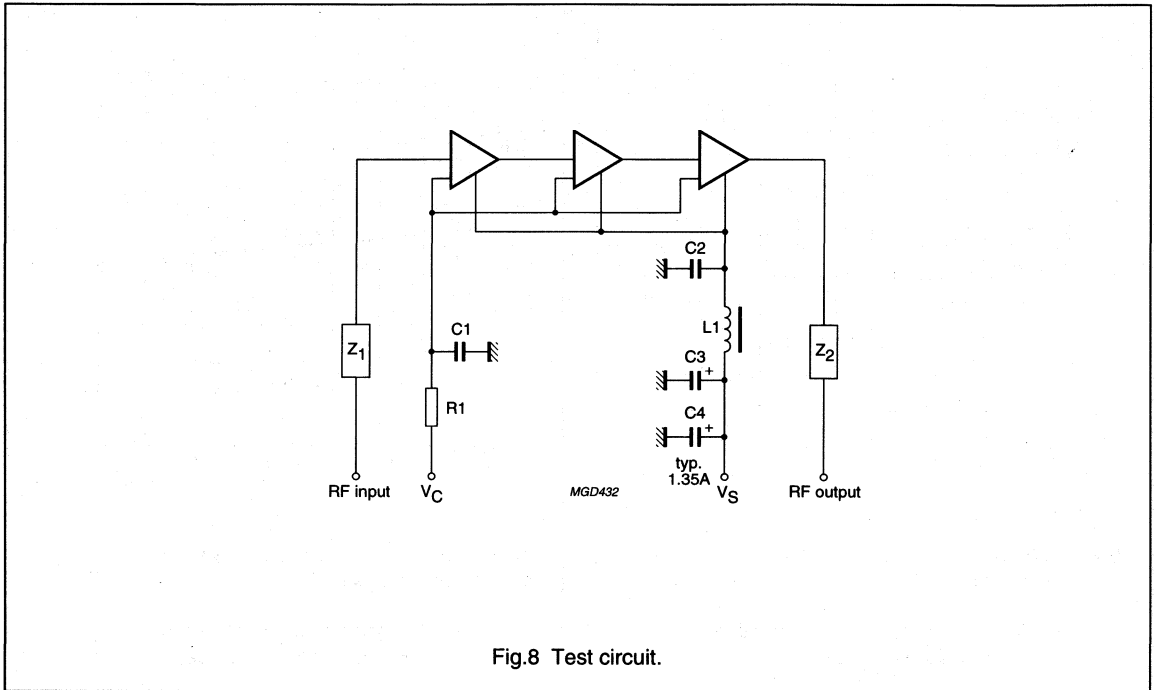 C2
L1
C1
Z1
Z2
C3
+
R1
C4
+
typ.
1.35A
RF input
VC
MGD432
VS
RF output
Fig.8 Test circuit.